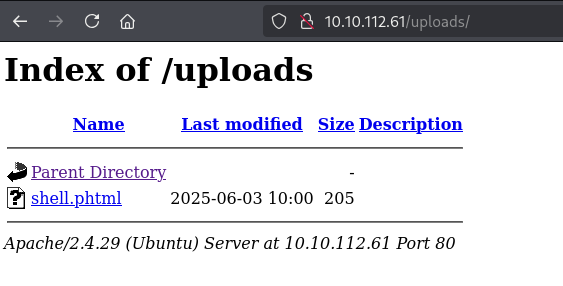 10.10.112.61/uploads/
Index of /uploads
Name Last modified Size Description
Parent Directory -
shell.phtml 2025-06-03 10:00 205
Apache/2.4.29 (Ubuntu) Server at 10.10.112.61 Port 80